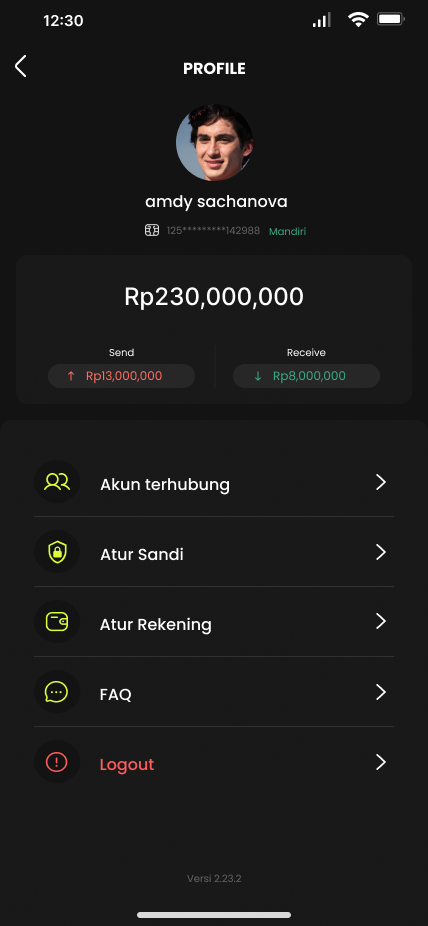 12:30
PROFILE
amdy sachanova
125*********142988 Mandiri
Rp230,000,000
Send Receive
↑ Rp13,000,000 ↓ Rp8,000,000
Akun terhubung
Atur Sandi
Atur Rekening
FAQ
Logout
Versi 2.23.2